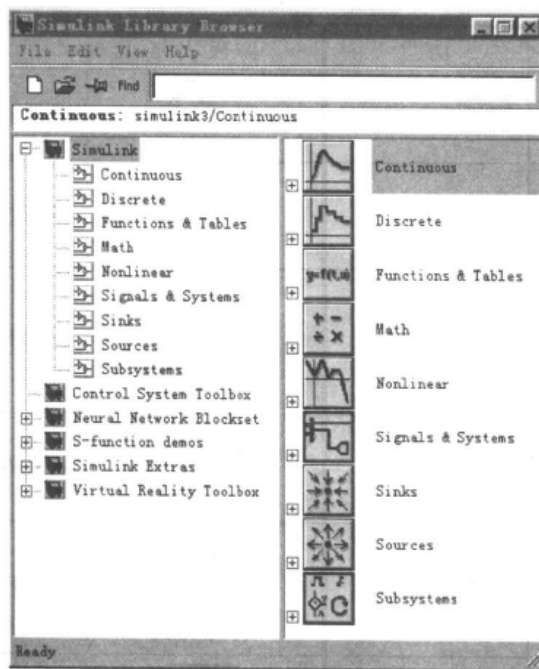 Simulink Library Browser
File Edit View Help
Find
Continuous: simulink3/Continuous
Simulink
Continuous
Discrete
Functions & Tables
Math
Nonlinear
Signals & Systems
Sinks
Sources
Subsystems
Control System Toolbox
Neural Network Blockset
S-function demos
Simulink Extras
Virtual Reality Toolbox
Continuous
Discrete
y=f(t,u)
Functions & Tables
Math
Nonlinear
Signals & Systems
Sinks
Sources
Subsystems
Ready